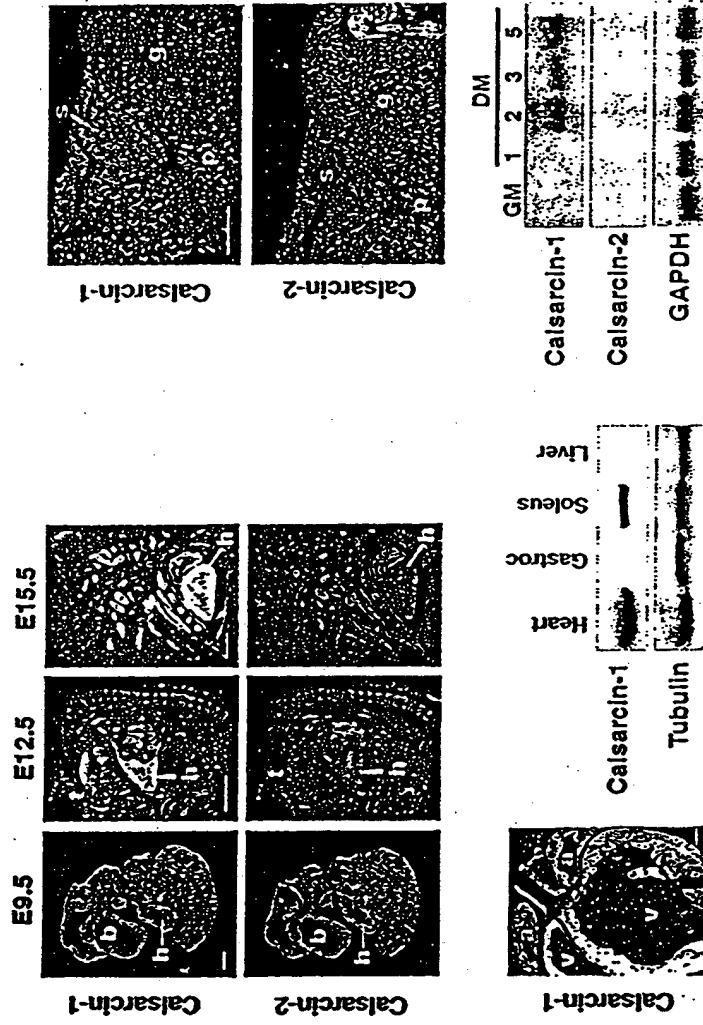 E9.5 E12.5 E15.5
Calsarcin-1
b
h
t
h
h
Calsarcin-2
b
h
t
h
h
Calsarcin-1
s
g
p
Calsarcin-2
s
g
p
Calsarcin-1
a
a
v
v
Heart Gastroc Soleus Liver
Calsarcin-1
Tubulin
DM
GM 1 2 3 5
Calsarcin-1
Calsarcin-2
GAPDH